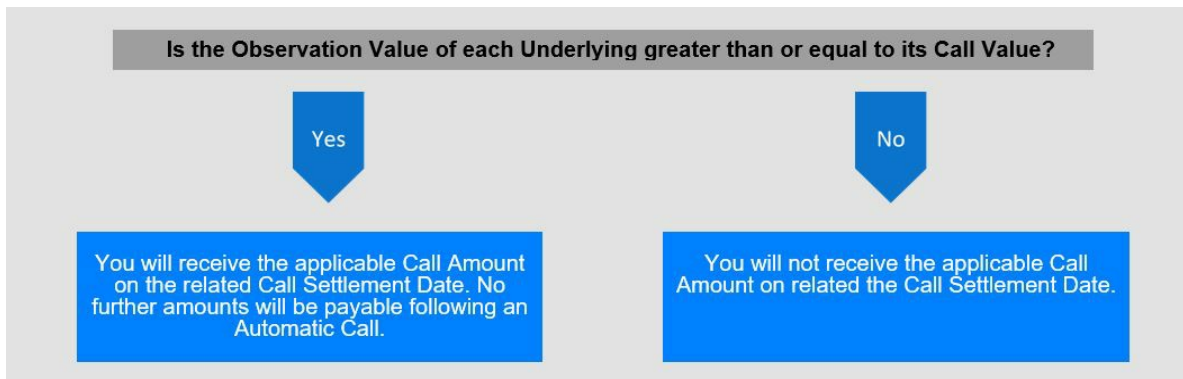 Is the Observation Value of each Underlying greater than or equal to its Call Value?
Yes
No
You will receive the applicable Call Amount
on the related Call Settlement Date. No
further amounts will be payable following an
Automatic Call.
You will not receive the applicable Call
Amount on related the Call Settlement Date.